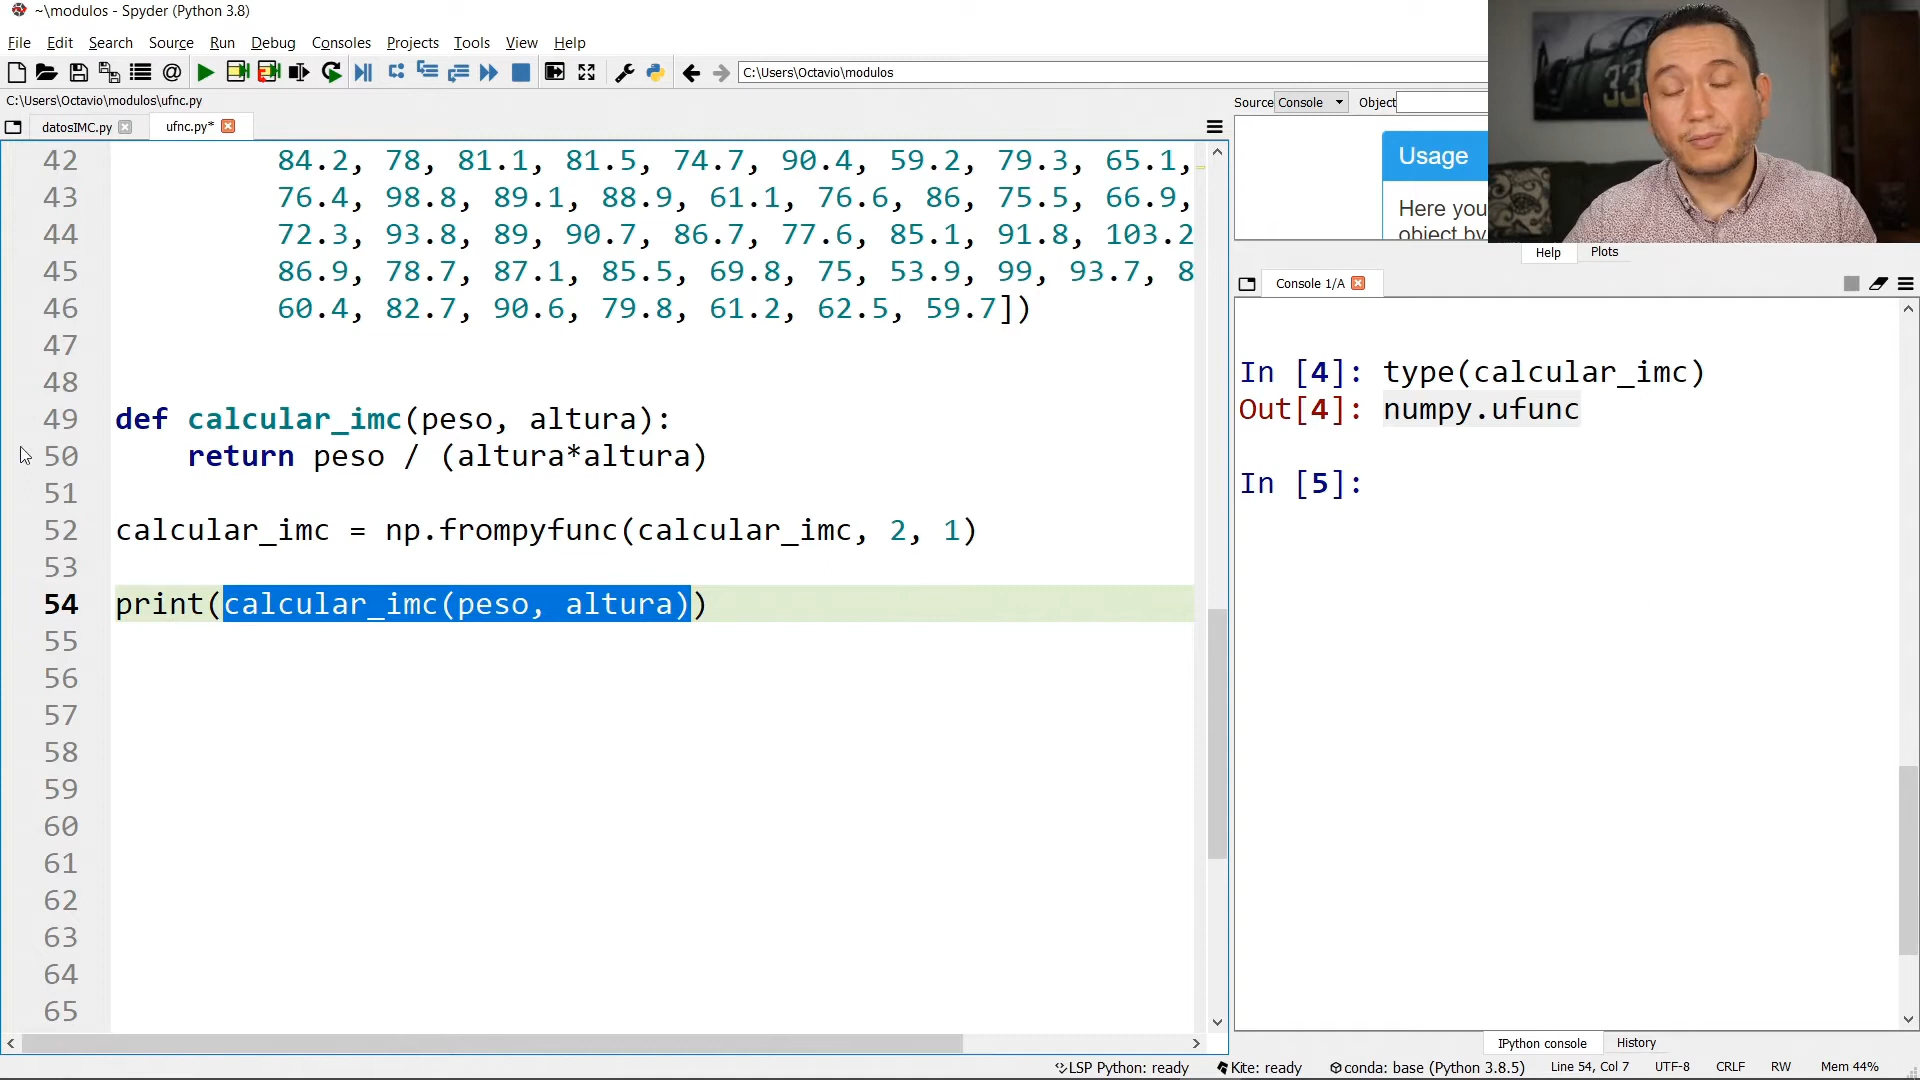 ~\modulos - Spyder (Python 3.8)
File Edit Search Source Run Debug Consoles Projects Tools View Help
C:\Users\Octavio\modulos
C:\Users\Octavio\modulos\ufnc.py
datosIMC.py
ufnc.py*
42 84.2, 78, 81.1, 81.5, 74.7, 90.4, 59.2, 79.3, 65.1,
43 76.4, 98.8, 89.1, 88.9, 61.1, 76.6, 86, 75.5, 66.9,
44 72.3, 93.8, 89, 90.7, 86.7, 77.6, 85.1, 91.8, 103.2
45 86.9, 78.7, 87.1, 85.5, 69.8, 75, 53.9, 99, 93.7, 8
46 60.4, 82.7, 90.6, 79.8, 61.2, 62.5, 59.7])
47
48
49 def calcular_imc(peso, altura):
50 return peso / (altura*altura)
51
52 calcular_imc = np.frompyfunc(calcular_imc, 2, 1)
53
54 print(calcular_imc(peso, altura))
55
56
57
58
59
60
61
62
63
64
65
Source Console Object
Usage
Here you
object by
33
Help Plots
Console 1/A
In [4]: type(calcular_imc)
Out[4]: numpy.ufunc
In [5]:
IPython console History
LSP Python: ready Kite: ready conda: base (Python 3.8.5) Line 54, Col 7 UTF-8 CRLF RW Mem 44%